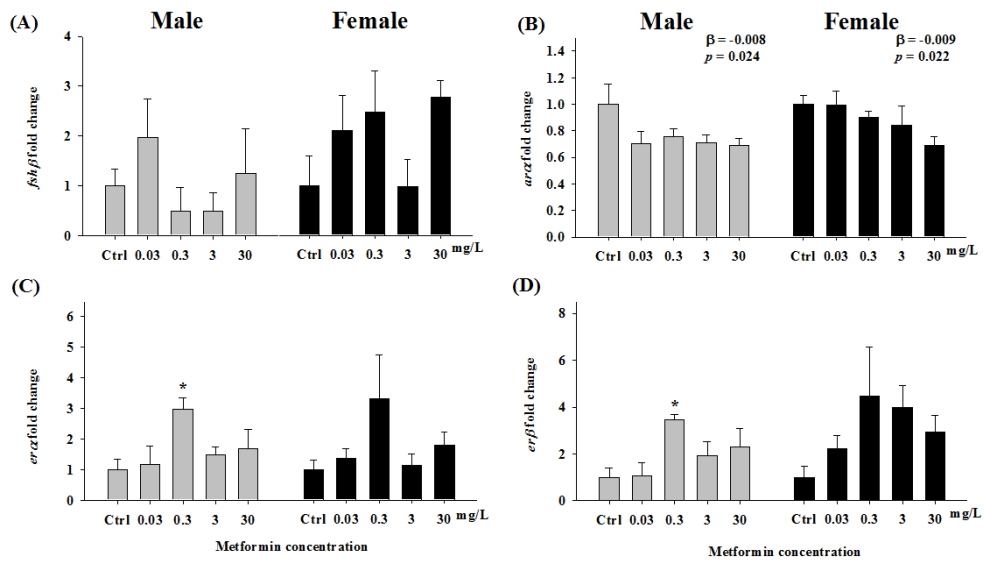 (A) Male Female
4
3
2
1
0
fshβ fold change
Ctrl 0.03 0.3 3 30 Ctrl 0.03 0.3 3 30 mg/L
(B) Male Female
β = -0.008 β = -0.009
p = 0.024 p = 0.022
1.4
1.2
1.0
0.8
0.6
0.4
0.2
0.0
arα fold change
Ctrl 0.03 0.3 3 30 Ctrl 0.03 0.3 3 30 mg/L
(C)
6
5
4
3
2
1
0
erα fold change
*
Ctrl 0.03 0.3 3 30 Ctrl 0.03 0.3 3 30 mg/L
Metformin concentration
(D)
8
6
4
2
0
erβ fold change
*
Ctrl 0.03 0.3 3 30 Ctrl 0.03 0.3 3 30 mg/L
Metformin concentration